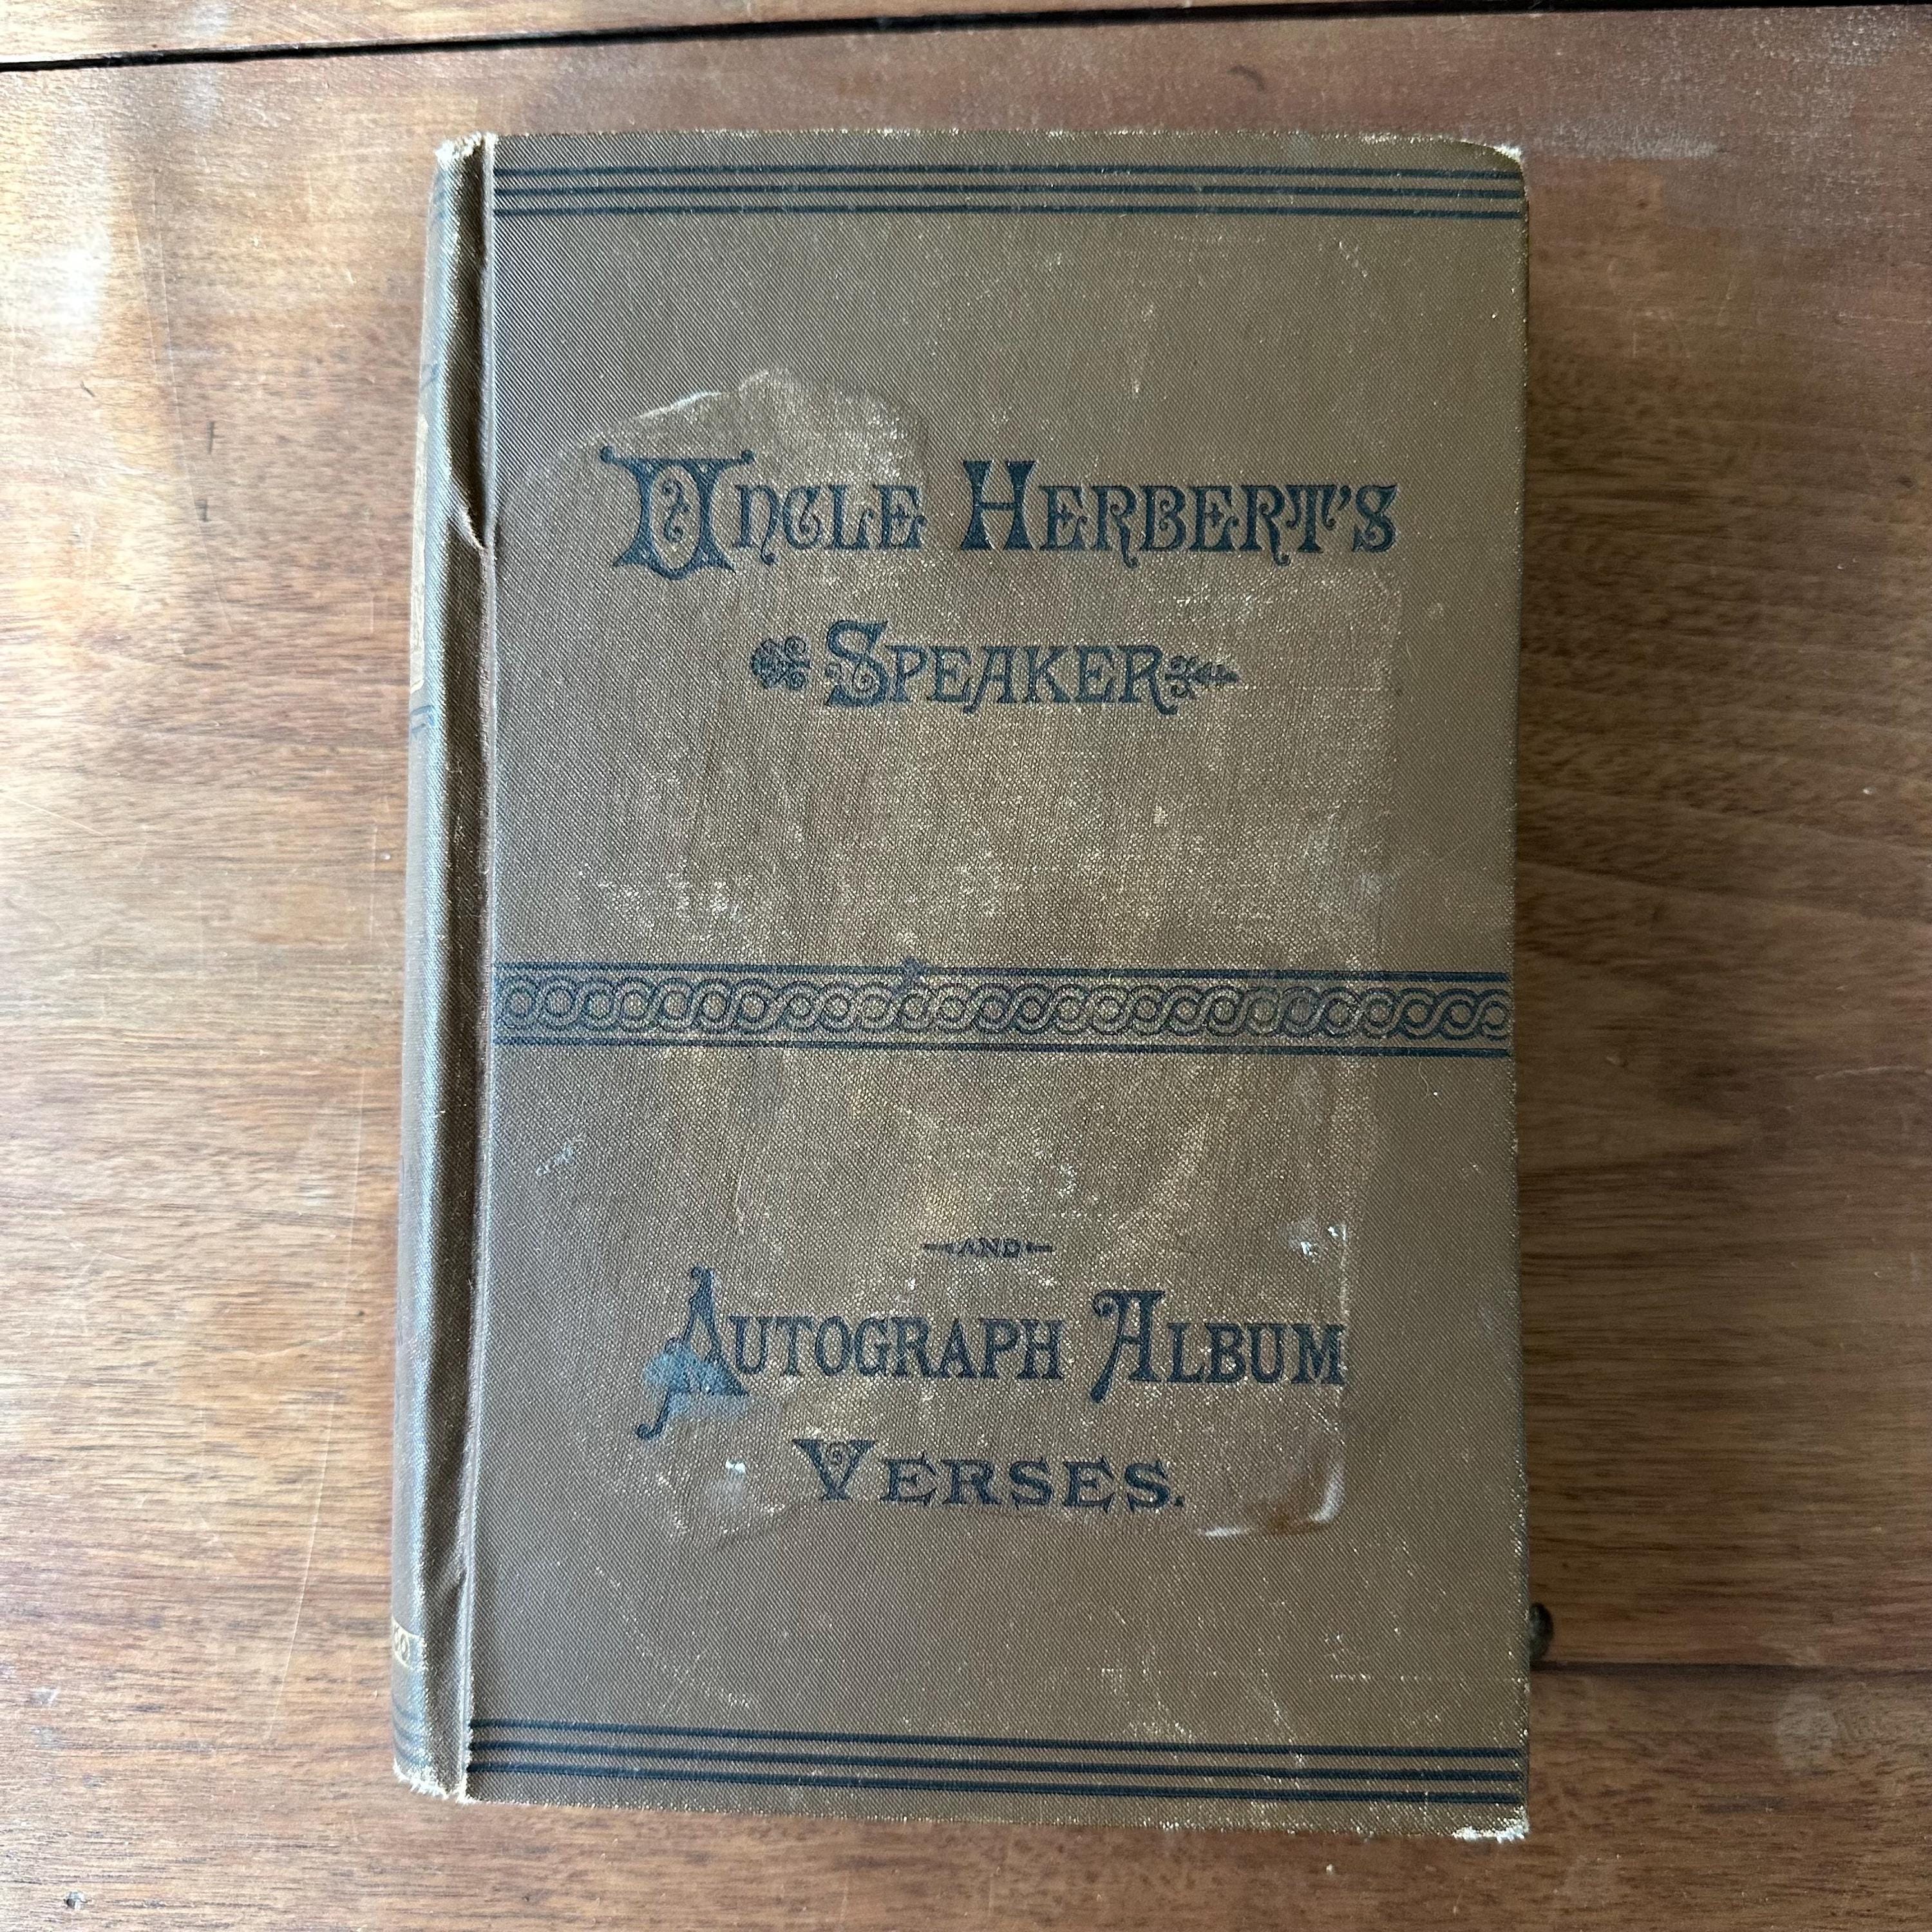 UNCLE HERBERT'S
SPEAKER
AND
AUTOGRAPH ALBUM
VERSES.